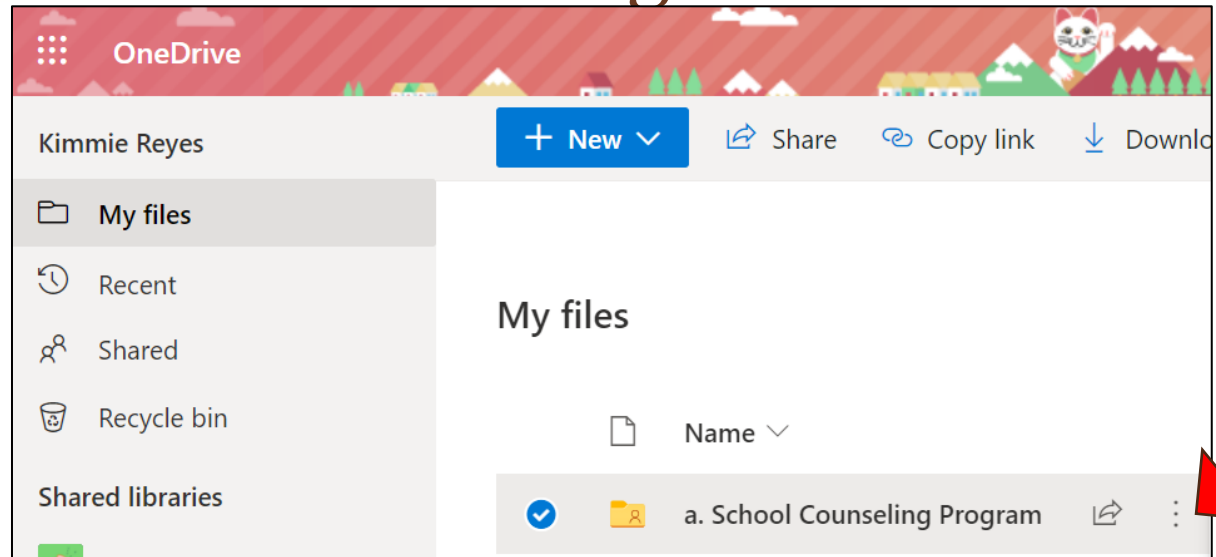 OneDrive
Kimmie Reyes
New
Share
Copy link
Downlo
My files
Recent
Shared
Recycle bin
Shared libraries
My files
Name
a. School Counseling Program